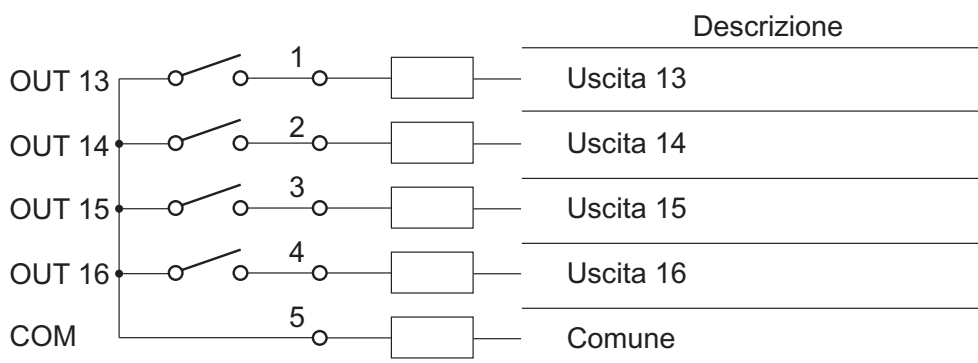 Descrizione
OUT 13 1 Uscita 13
OUT 14 2 Uscita 14
OUT 15 3 Uscita 15
OUT 16 4 Uscita 16
COM 5 Comune